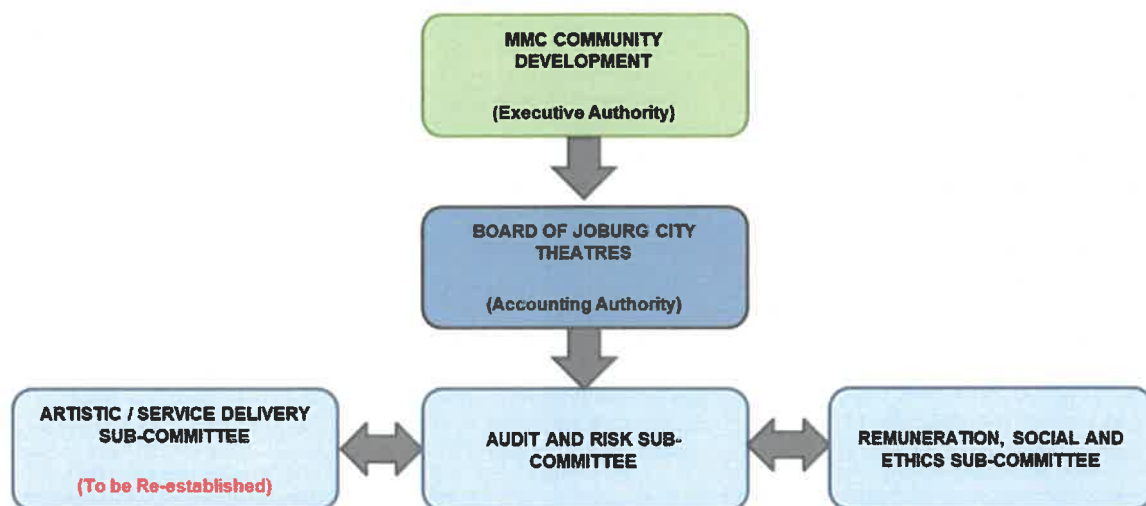 MMC COMMUNITY
DEVELOPMENT
(Executive Authority)
BOARD OF JOBURG CITY
THEATRES
(Accounting Authority)
ARTISTIC / SERVICE DELIVERY
SUB-COMMITTEE
(To be Re-established)
AUDIT AND RISK SUB-
COMMITTEE
REMUNERATION, SOCIAL AND
ETHICS SUB-COMMITTEE